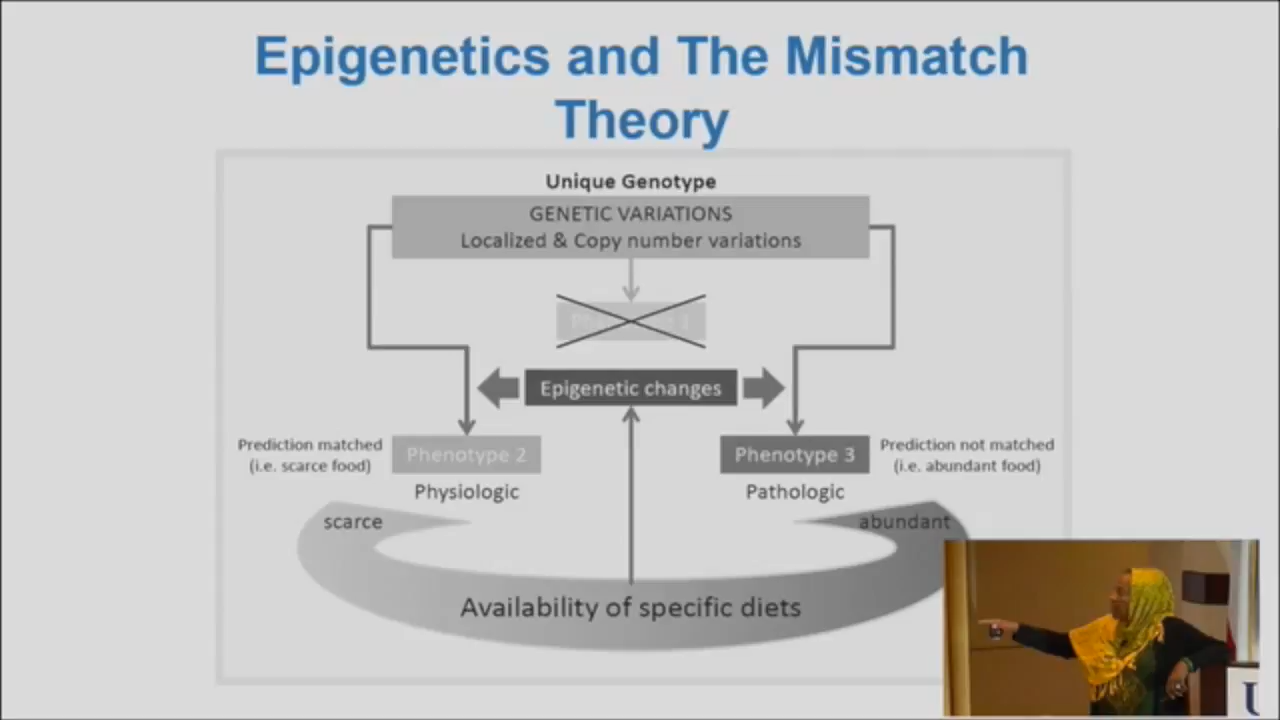 Epigenetics and The Mismatch
Theory
Unique Genotype
GENETIC VARIATIONS
Localized & Copy number variations
Epigenetic changes
Prediction matched
(i.e. scarce food)
Phenotype 2
Physiologic
Phenotype 3
Pathologic
Prediction not matched
(i.e. abundant food)
scarce
abundant
Availability of specific diets
U